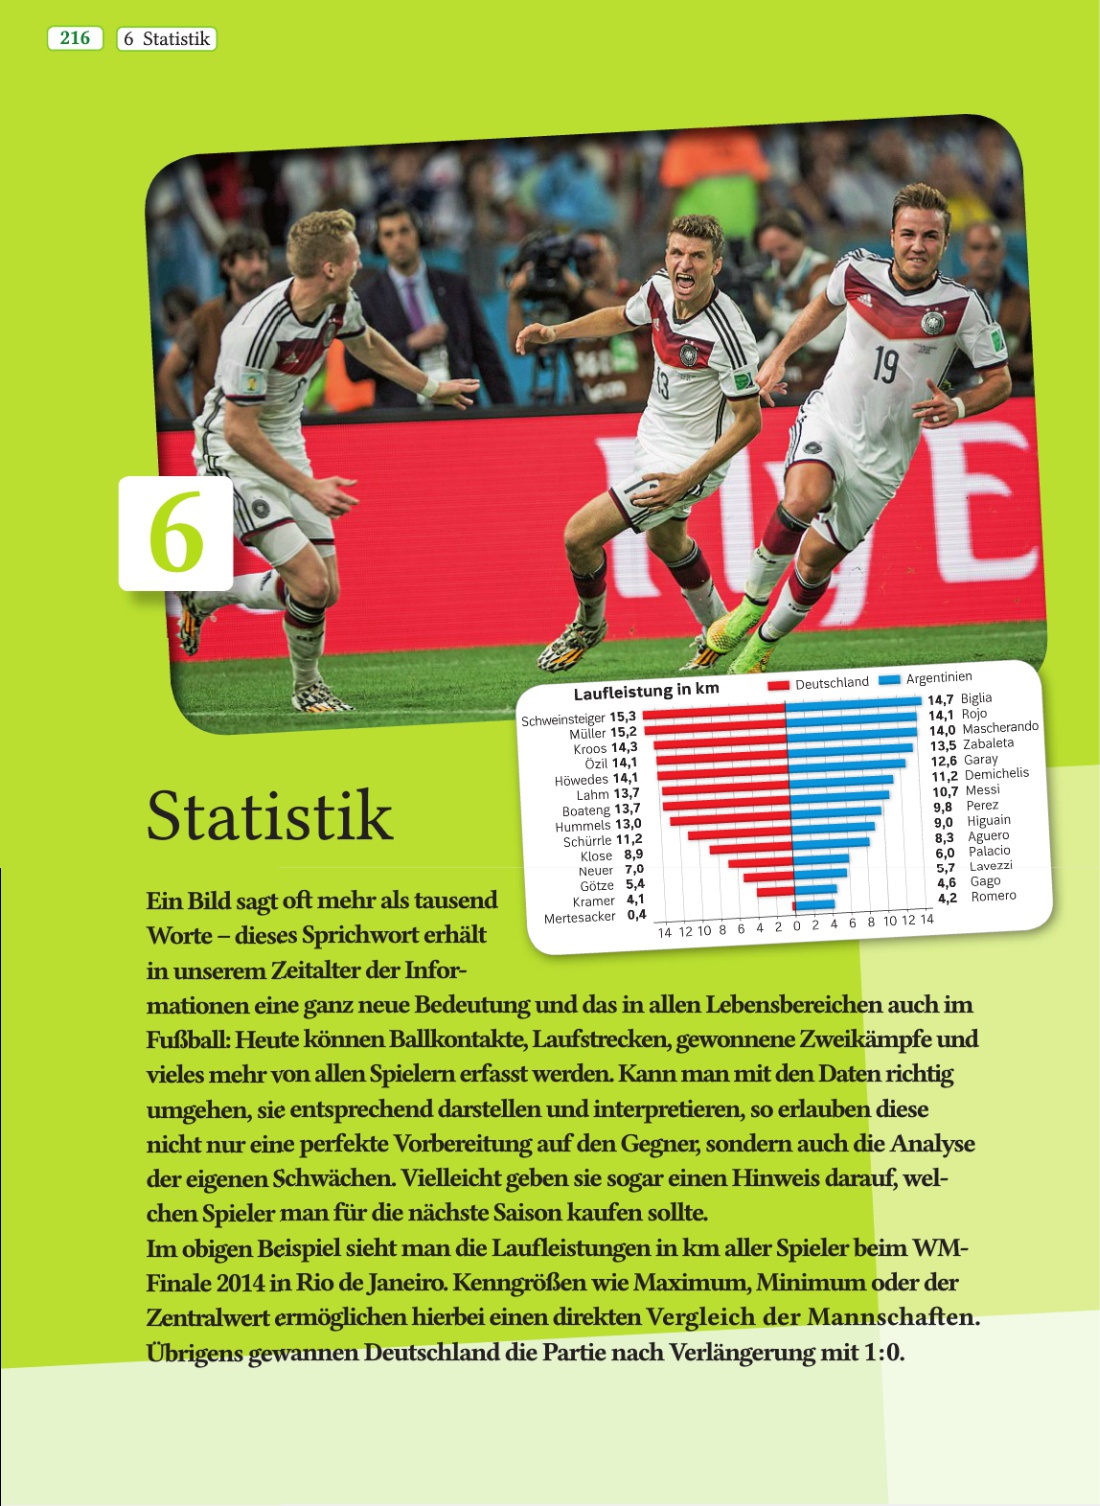 216
6 Statistik
19
13
6
Laufleistung in km
Deutschland
Argentinien
Schweinsteiger 15,3
Müller 15,2
Kroos 14,3
Özil 14,1
Höwedes 14,1
Lahm 13,7
Boateng 13,7
Hummels 13,0
Schürrle 11,2
Klose 8,9
Neuer 7,0
Götze 5,4
Kramer 4,1
Mertesacker 0,4
14,7 Biglia
14,1 Rojo
14,0 Mascherando
13,5 Zabaleta
12,6 Garay
11,2 Demichelis
10,7 Messi
9,8 Perez
9,0 Higuain
8,3 Aguero
6,0 Palacio
5,7 Lavezzi
4,6 Gago
4,2 Romero
14 12 10 8 6 4 2 0 2 4 6 8 10 12 14
Statistik
Ein Bild sagt oft mehr als tausend
Worte – dieses Sprichwort erhält
in unserem Zeitalter der Infor-
mationen eine ganz neue Bedeutung und das in allen Lebensbereichen auch im
Fußball: Heute können Ballkontakte, Laufstrecken, gewonnene Zweikämpfe und
vieles mehr von allen Spielern erfasst werden. Kann man mit den Daten richtig
umgehen, sie entsprechend darstellen und interpretieren, so erlauben diese
nicht nur eine perfekte Vorbereitung auf den Gegner, sondern auch die Analyse
der eigenen Schwächen. Vielleicht geben sie sogar einen Hinweis darauf, wel-
chen Spieler man für die nächste Saison kaufen sollte.
Im obigen Beispiel sieht man die Laufleistungen in km aller Spieler beim WM-
Finale 2014 in Rio de Janeiro. Kenngrößen wie Maximum, Minimum oder der
Zentralwert ermöglichen hierbei einen direkten Vergleich der Mannschaften.
Übrigens gewannen Deutschland die Partie nach Verlängerung mit 1:0.